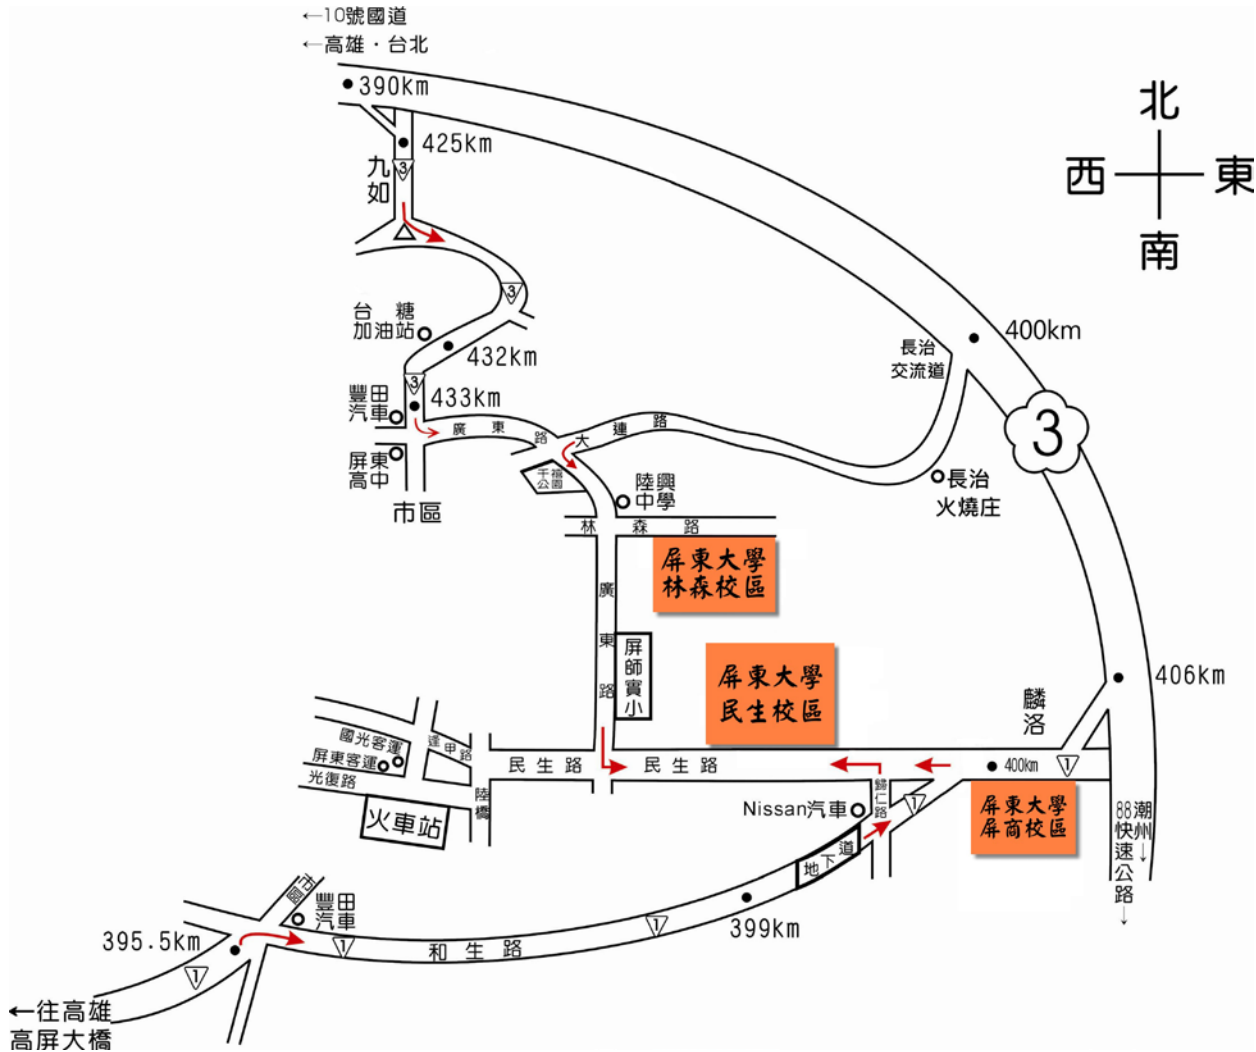 ←10號國道
←高雄．台北
390km
425km
九如
3
北
西
東
南
3
台糖
加油站
432km
3
豐田
汽車
433km
屏東
高中
市區
廣東路
大連路
千禧
公園
陸興
中學
長治
交流道
400km
3
長治
火燒庄
林森路
屏東大學
林森校區
廣東路
屏師實小
屏東大學
民生校區
麟洛
406km
國光客運
屏東客運
光復路
逢甲路
陸橋
火車站
民生路
民生路
400km
1
歸仁路
1
Nissan汽車
屏東大學
屏商校區
潮州↓
88快速公路↓
地下道
市區
豐田
汽車
395.5km
1
1
和生路
1
399km
←往高雄
高屏大橋